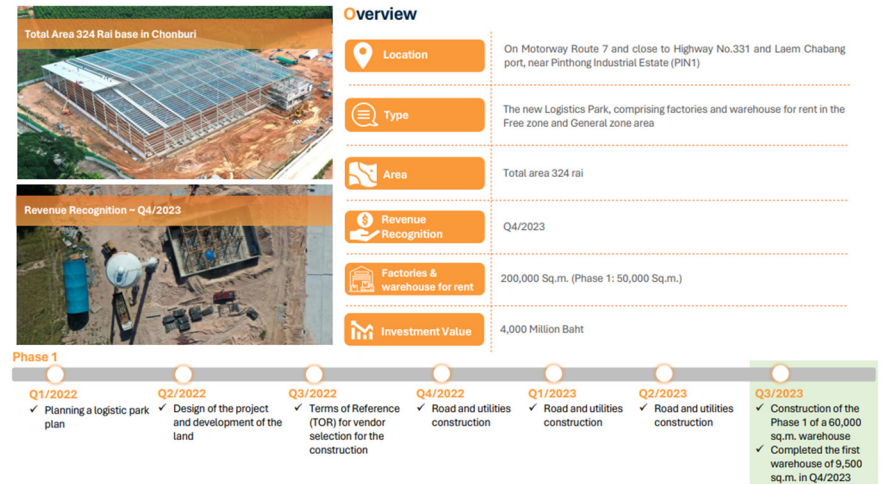 Total Area 324 Rai base in Chonburi
Revenue Recognition ~ Q4/2023
Overview
Location
On Motorway Route 7 and close to Highway No.331 and Laem Chabang
port, near Pinthong Industrial Estate (PIN1)
Type
The new Logistics Park, comprising factories and warehouse for rent in the
Free zone and General zone area
Area
Total area 324 rai
Revenue
Recognition
Q4/2023
Factories &
warehouse for rent
200,000 Sq.m. (Phase 1: 50,000 Sq.m.)
Investment Value
4,000 Million Baht
Phase 1
Q1/2022
✓ Planning a logistic park
plan
Q2/2022
✓ Design of the project
and development of the
land
Q3/2022
✓ Terms of Reference
(TOR) for vendor
selection for the
construction
Q4/2022
✓ Road and utilities
construction
Q1/2023
✓ Road and utilities
construction
Q2/2023
✓ Road and utilities
construction
Q3/2023
✓ Construction of the
Phase 1 of a 60,000
sq.m. warehouse
✓ Completed the first
warehouse of 9,500
sq.m. in Q4/2023